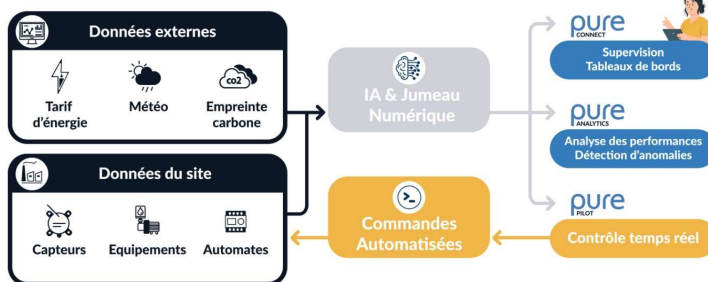 Données externes
Tarif
d'énergie
Météo
co2
Empreinte
carbone
Données du site
Capteurs
Equipements
Automates
IA & Jumeau
Numérique
>_
Commandes
Automatisées
pure
CONNECT
Supervision
Tableaux de bords
pure
ANALYTICS
Analyse des performances
Détection d'anomalies
pure
PILOT
Contrôle temps réel